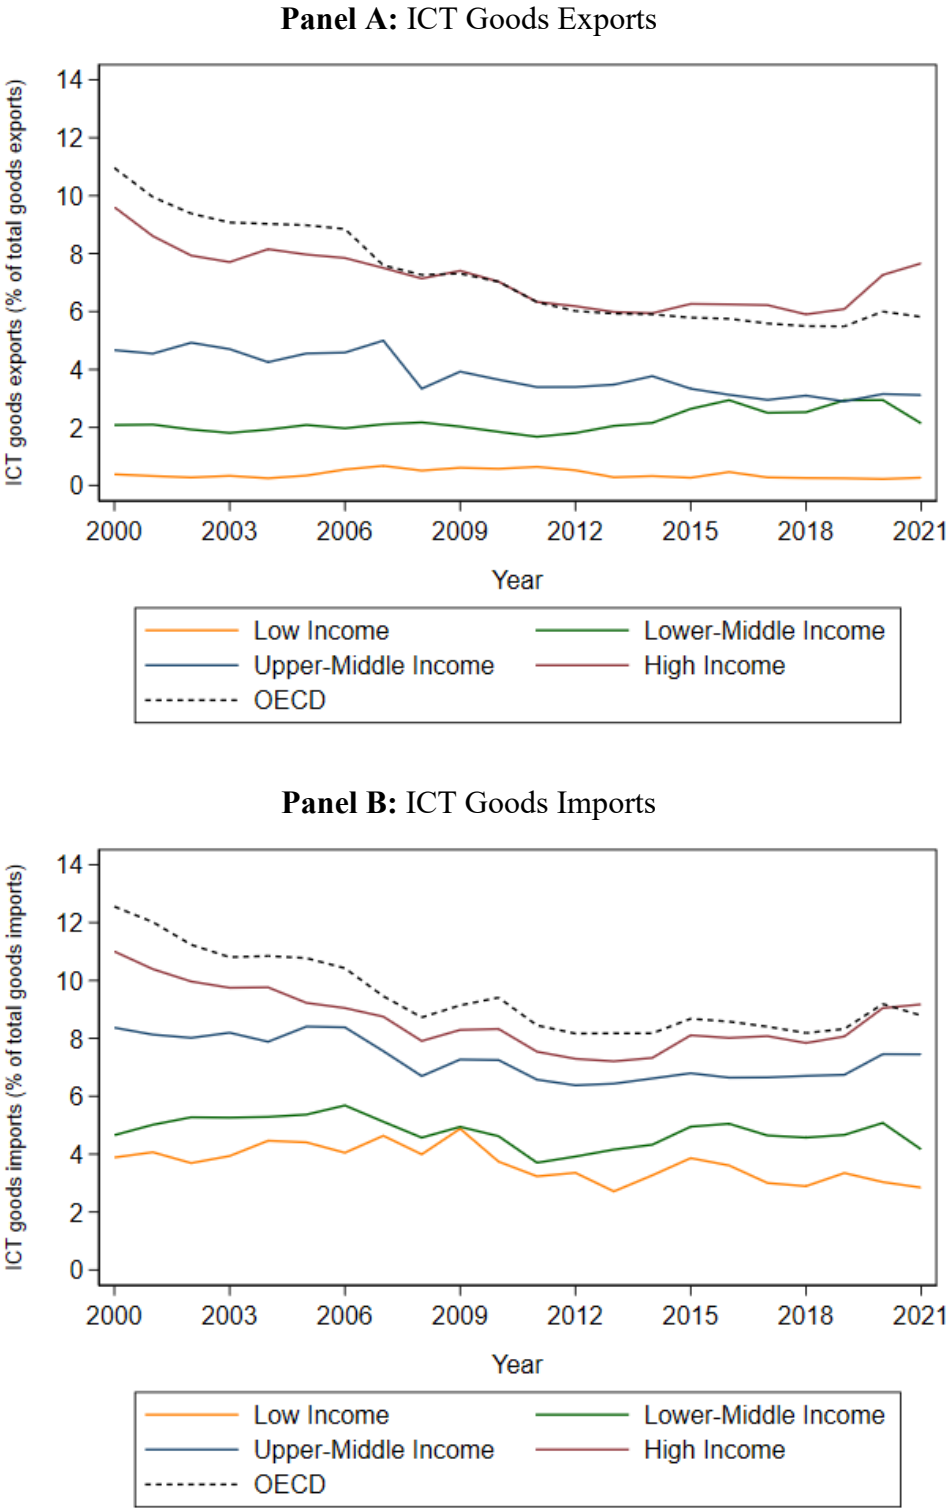 Panel A: ICT Goods Exports
ICT goods exports (% of total goods exports)
14
12
10
8
6
4
2
0
2000 2003 2006 2009 2012 2015 2018 2021
Year
Low Income Lower-Middle Income
Upper-Middle Income High Income
OECD
Panel B: ICT Goods Imports
ICT goods imports (% of total goods imports)
14
12
10
8
6
4
2
0
2000 2003 2006 2009 2012 2015 2018 2021
Year
Low Income Lower-Middle Income
Upper-Middle Income High Income
OECD